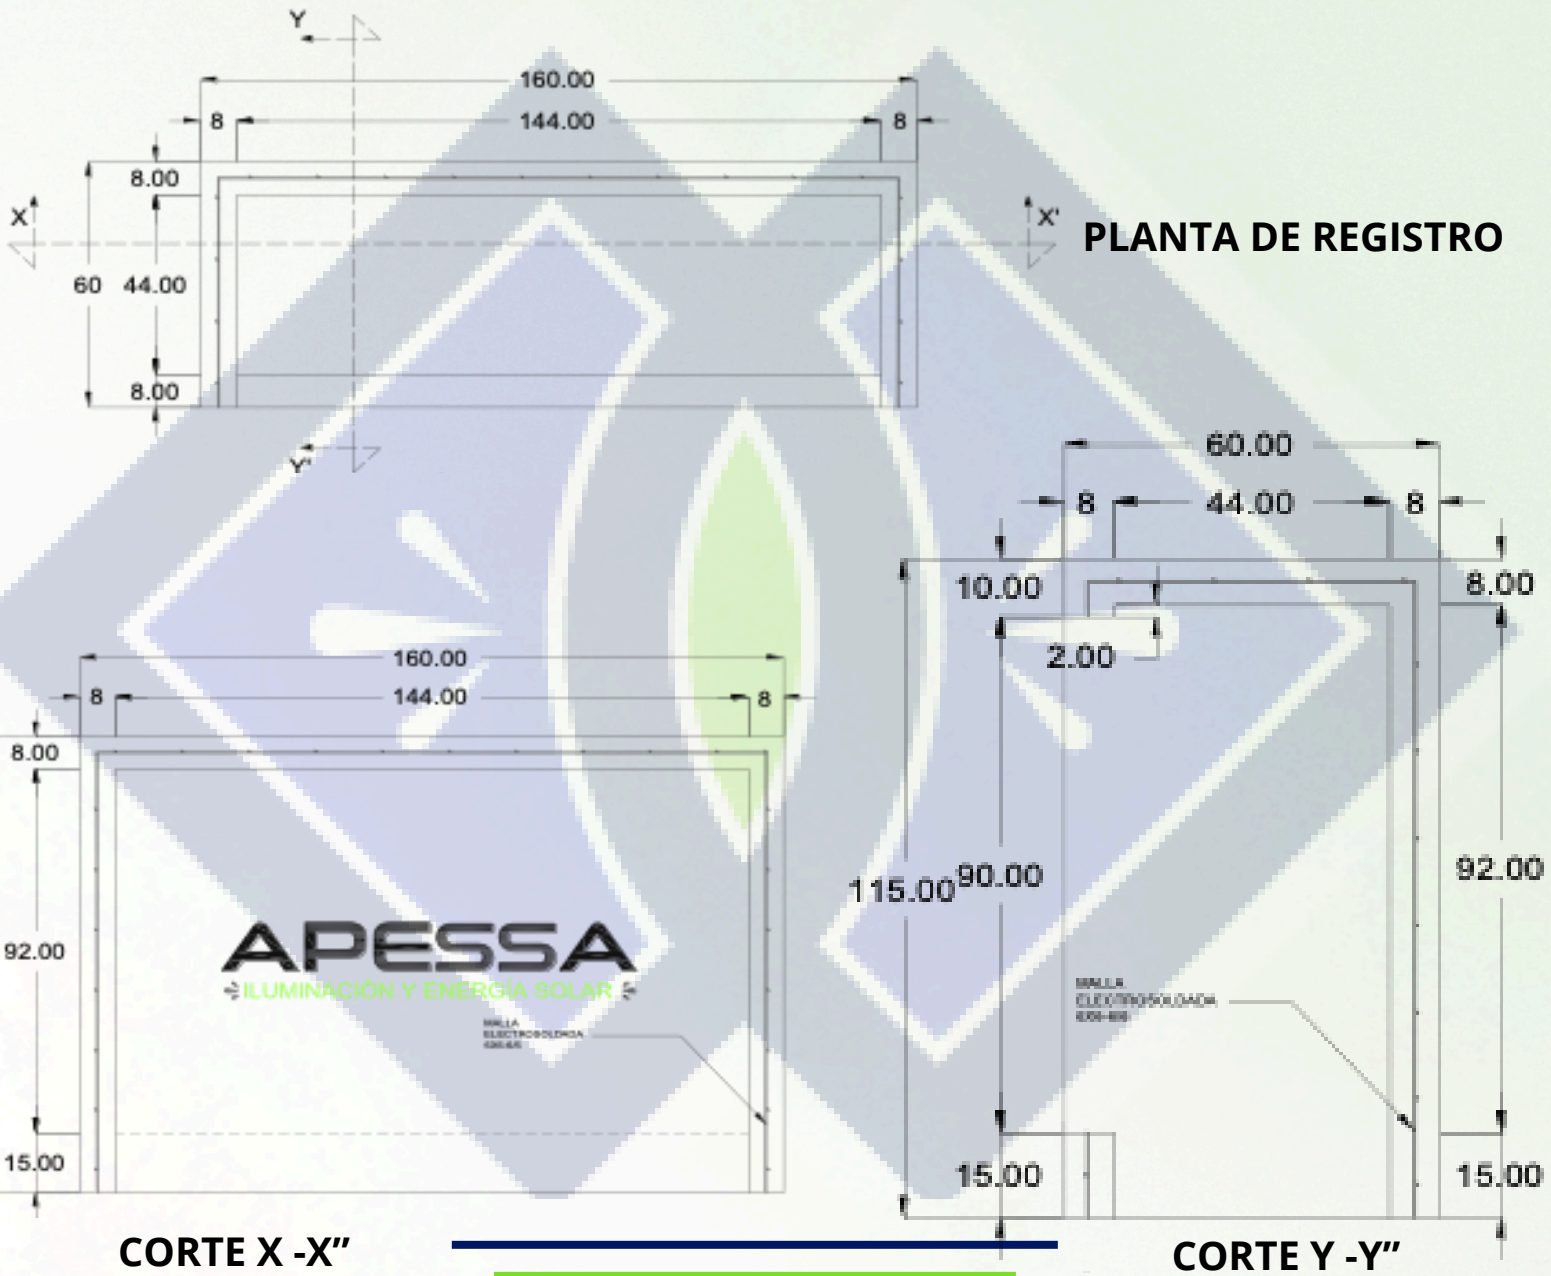 Y
160.00
8 144.00 8
8.00
X X'
PLANTA DE REGISTRO
60 44.00
8.00
Y'
60.00
8 44.00 8
10.00 8.00
2.00
160.00
8 144.00 8
8.00
115.00 90.00 92.00
92.00
APESSA
ILUMINACIÓN Y ENERGÍA SOLAR
MALLA
ELECTROSOLDADA
MALLA
ELECTROSOLDADA
15.00
15.00 15.00
CORTE X -X”
CORTE Y -Y”